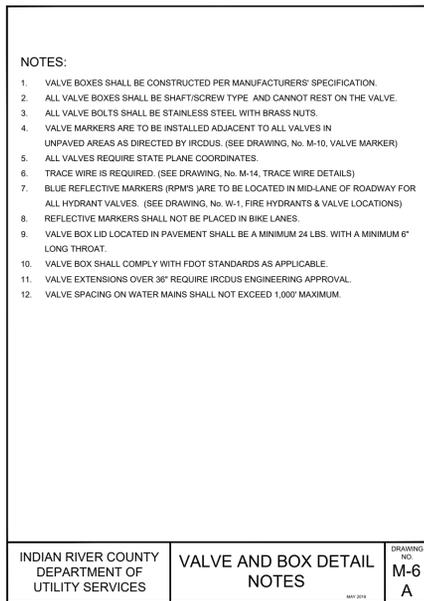 NOTES:
1. VALVE BOXES SHALL BE CONSTRUCTED PER MANUFACTURERS' SPECIFICATION.
2. ALL VALVE BOXES SHALL BE SHAFT/SCREW TYPE AND CANNOT REST ON THE VALVE.
3. ALL VALVE BOLTS SHALL BE STAINLESS STEEL WITH BRASS NUTS.
4. VALVE MARKERS ARE TO BE INSTALLED ADJACENT TO ALL VALVES IN
UNPAVED AREAS AS DIRECTED BY IRCDUS. (SEE DRAWING, No. M-10, VALVE MARKER)
5. ALL VALVES REQUIRE STATE PLANE COORDINATES.
6. TRACE WIRE IS REQUIRED. (SEE DRAWING, No. M-14, TRACE WIRE DETAILS)
7. BLUE REFLECTIVE MARKERS (RPM'S )ARE TO BE LOCATED IN MID-LANE OF ROADWAY FOR
ALL HYDRANT VALVES. (SEE DRAWING, No. W-1, FIRE HYDRANTS & VALVE LOCATIONS)
8. REFLECTIVE MARKERS SHALL NOT BE PLACED IN BIKE LANES.
9. VALVE BOX LID LOCATED IN PAVEMENT SHALL BE A MINIMUM 24 LBS. WITH A MINIMUM 6"
LONG THROAT.
10. VALVE BOX SHALL COMPLY WITH FDOT STANDARDS AS APPLICABLE.
11. VALVE EXTENSIONS OVER 36" REQUIRE IRCDUS ENGINEERING APPROVAL.
12. VALVE SPACING ON WATER MAINS SHALL NOT EXCEED 1,000' MAXIMUM.
INDIAN RIVER COUNTY
DEPARTMENT OF
UTILITY SERVICES
VALVE AND BOX DETAIL
NOTES
MAY 2019
DRAWING
NO.
M-6
A